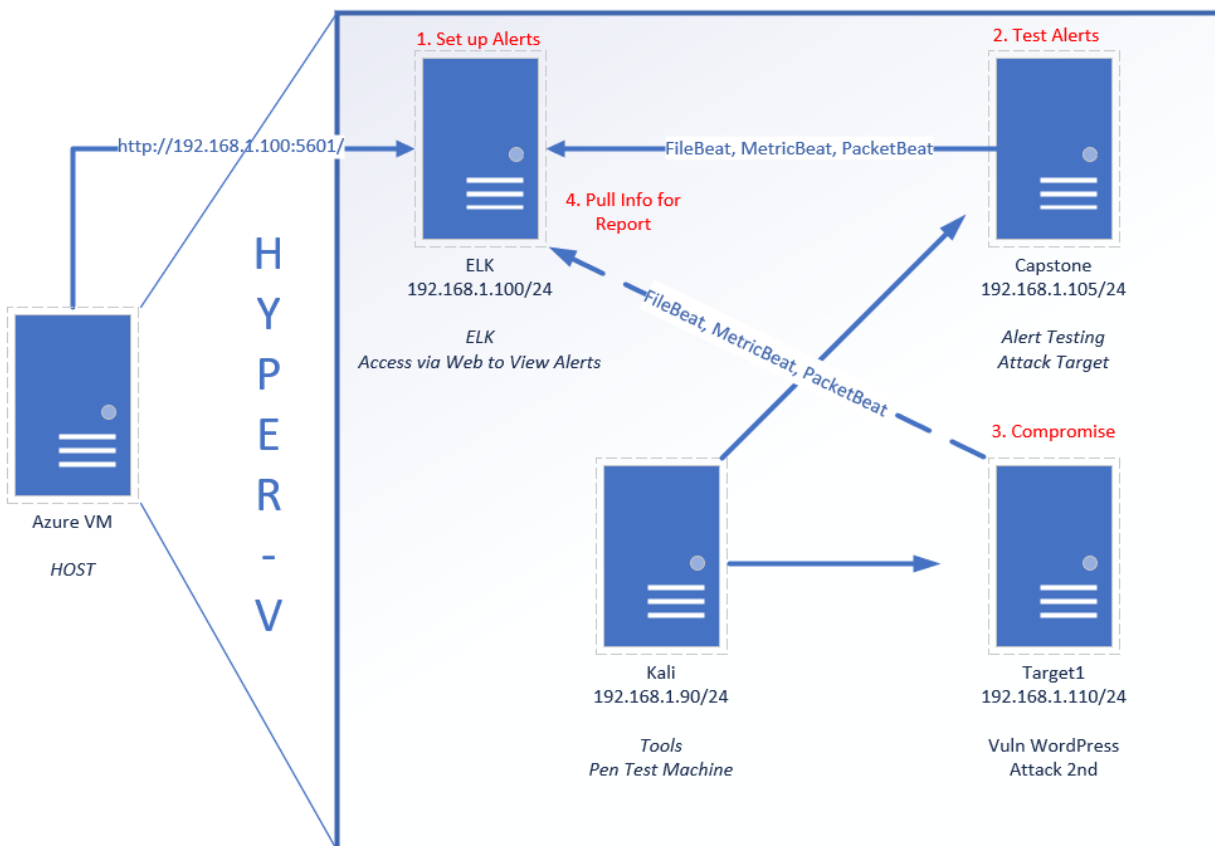 1. Set up Alerts
2. Test Alerts
http://192.168.1.100:5601/
FileBeat, MetricBeat, PacketBeat
4. Pull Info for
Report
ELK
192.168.1.100/24
ELK
Access via Web to View Alerts
Capstone
192.168.1.105/24
Alert Testing
Attack Target
H
Y
P
E
R
-
V
FileBeat, MetricBeat, PacketBeat
3. Compromise
Azure VM
HOST
Kali
192.168.1.90/24
Tools
Pen Test Machine
Target1
192.168.1.110/24
Vuln WordPress
Attack 2nd